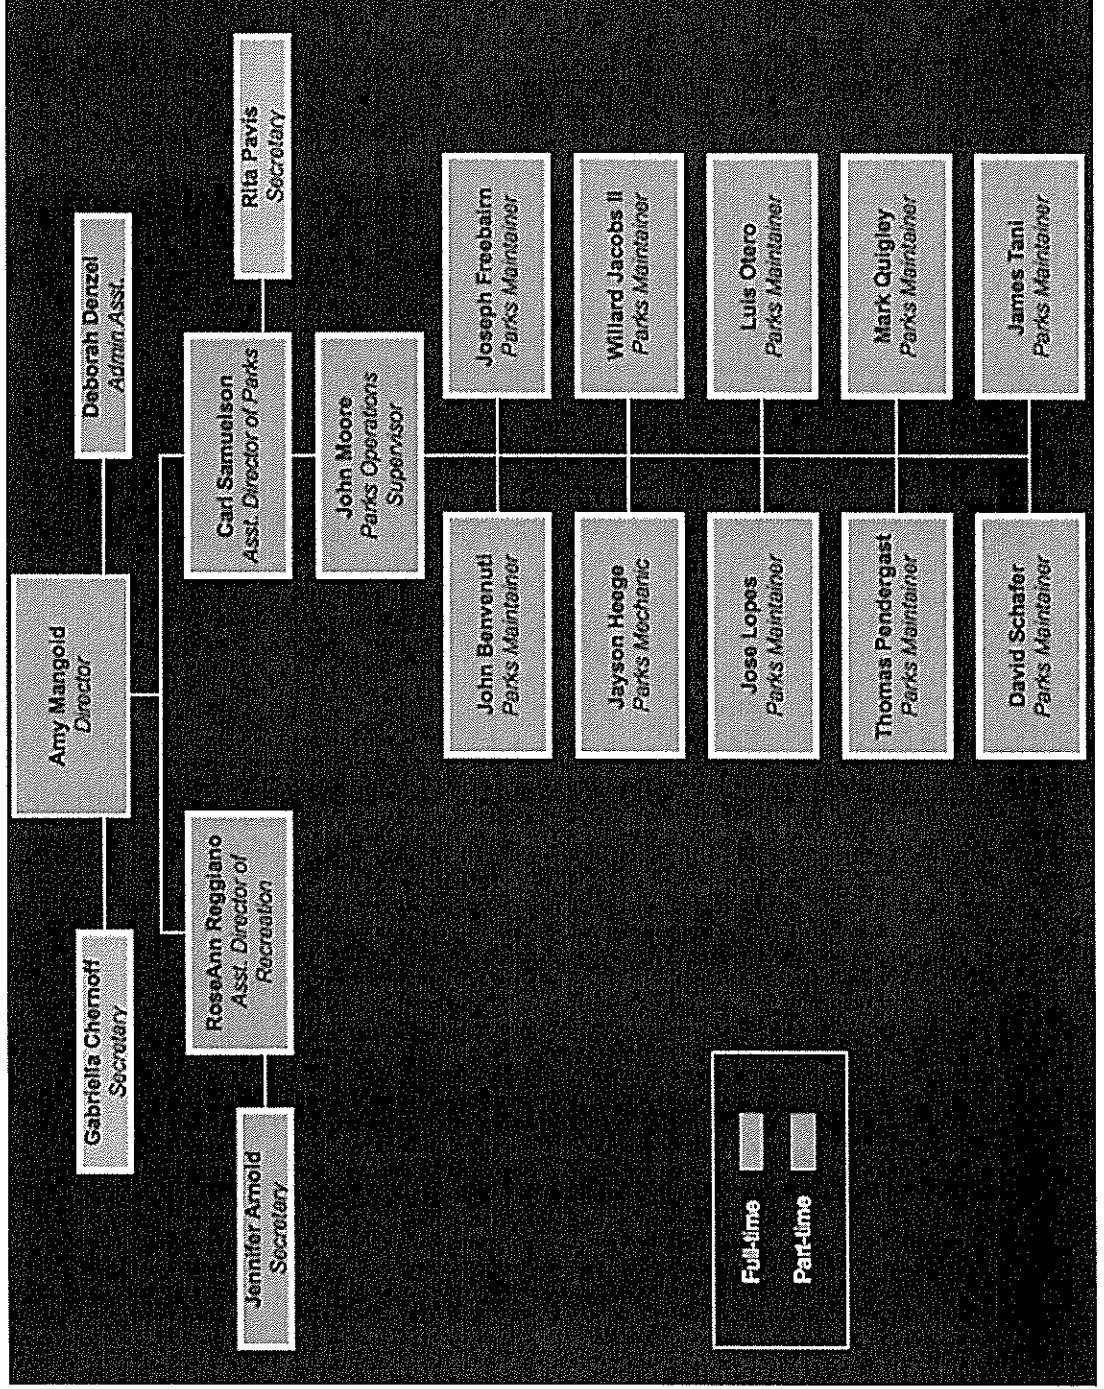 Amy Mangold
Director
Gabriella Chernoff
Secretary
Deborah Denzel
Admin Asst.
RoseAnn Reggiano
Asst. Director of
Recreation
Carl Samuelson
Asst. Director of Parks
Jennifer Arnold
Secretary
Rita Pavis
Secretary
John Moore
Parks Operations
Supervisor
John Benvenuti
Parks Maintainer
Joseph Freebairn
Parks Maintainer
Jayson Heege
Parks Mechanic
Willard Jacobs II
Parks Maintainer
Jose Lopes
Parks Maintainer
Luis Otero
Parks Maintainer
Thomas Pendergast
Parks Maintainer
Mark Quigley
Parks Maintainer
David Schafer
Parks Maintainer
James Tani
Parks Maintainer
Full-time
Part-time